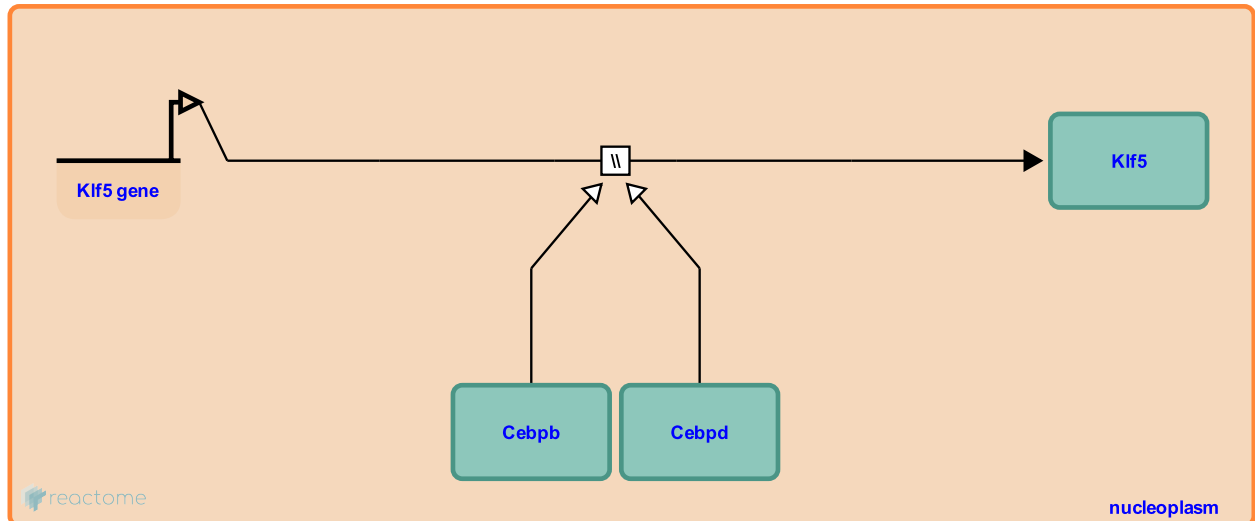 \\
Klf5
Klf5 gene
Cebpb
Cebpd
reactome
nucleoplasm